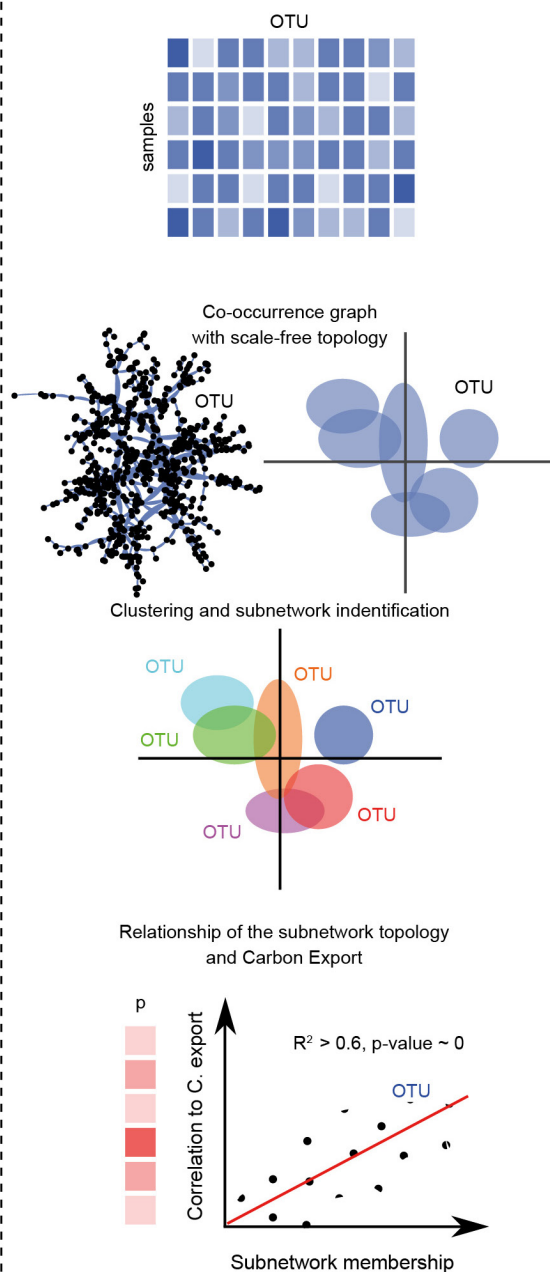 OTU
samples
Co-occurrence graph
with scale-free topology
OTU
OTU
Clustering and subnetwork indentification
OTU
OTU
OTU
OTU
OTU
OTU
Relationship of the subnetwork topology
and Carbon Export
p
Correlation to C. export
R² > 0.6, p-value ~ 0
OTU
Subnetwork membership